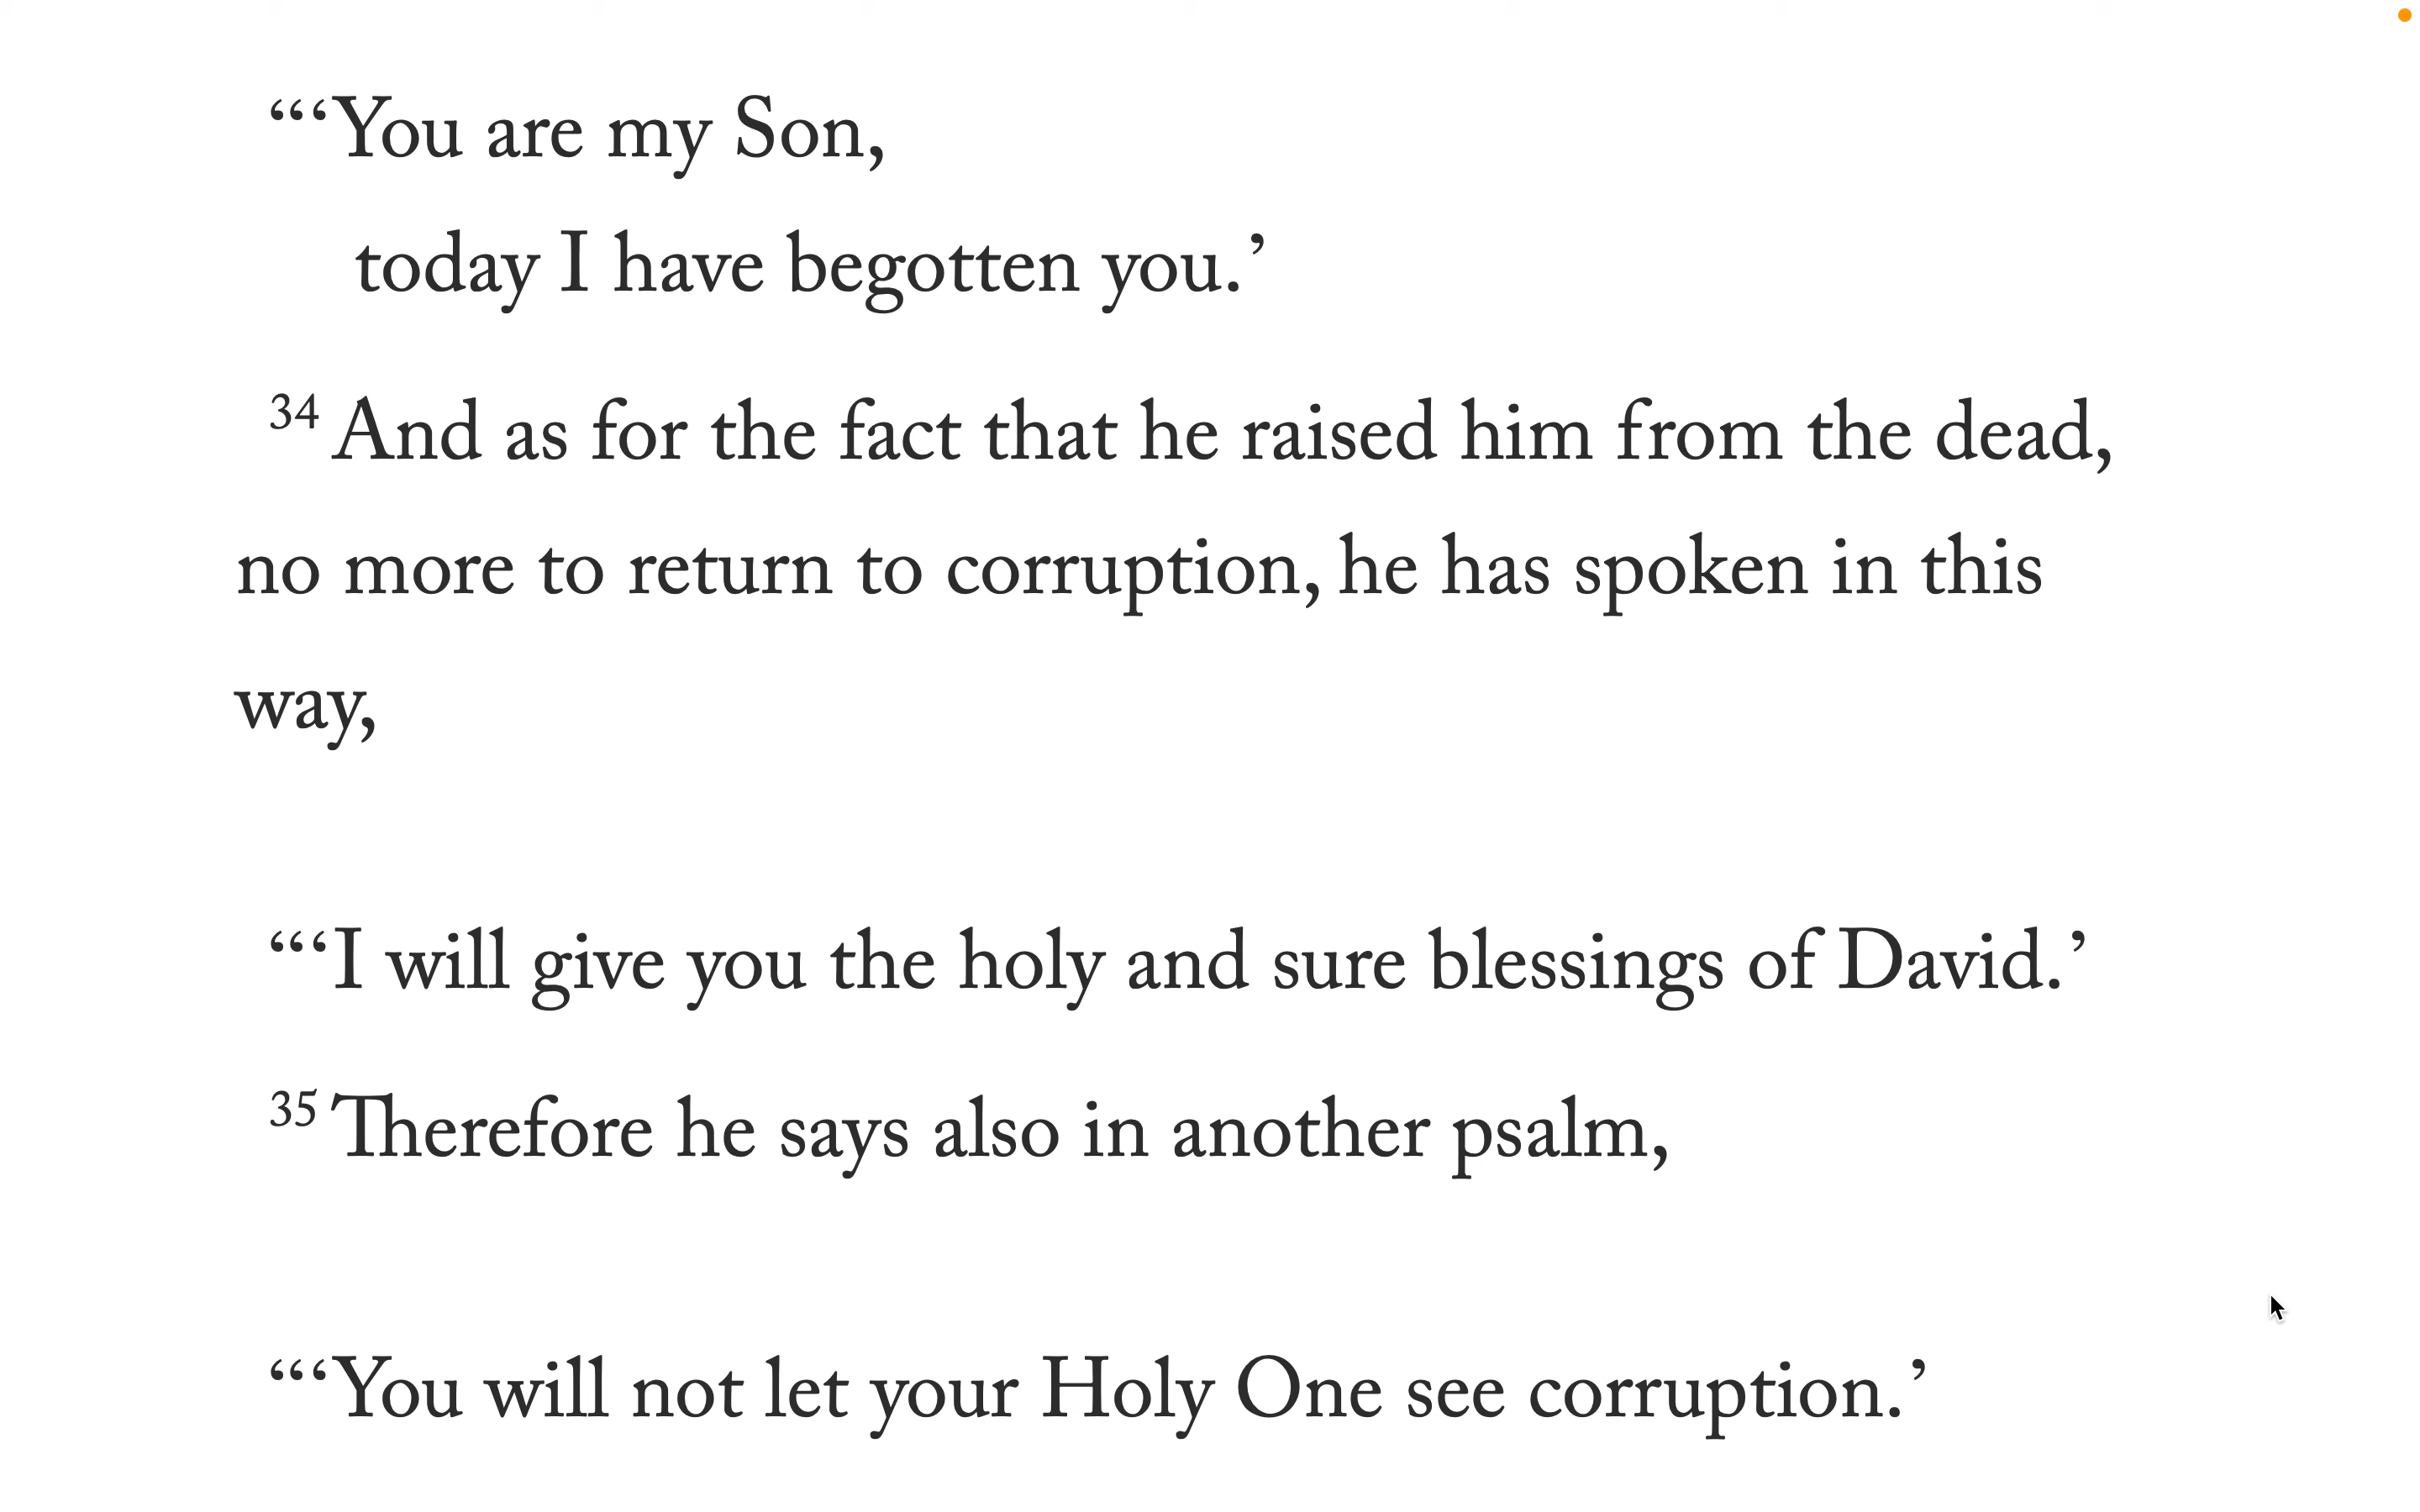 “‘You are my Son,
today I have begotten you.’
34 And as for the fact that he raised him from the dead,
no more to return to corruption, he has spoken in this
way,
“‘I will give you the holy and sure blessings of David.’
35 Therefore he says also in another psalm,
“‘You will not let your Holy One see corruption.’